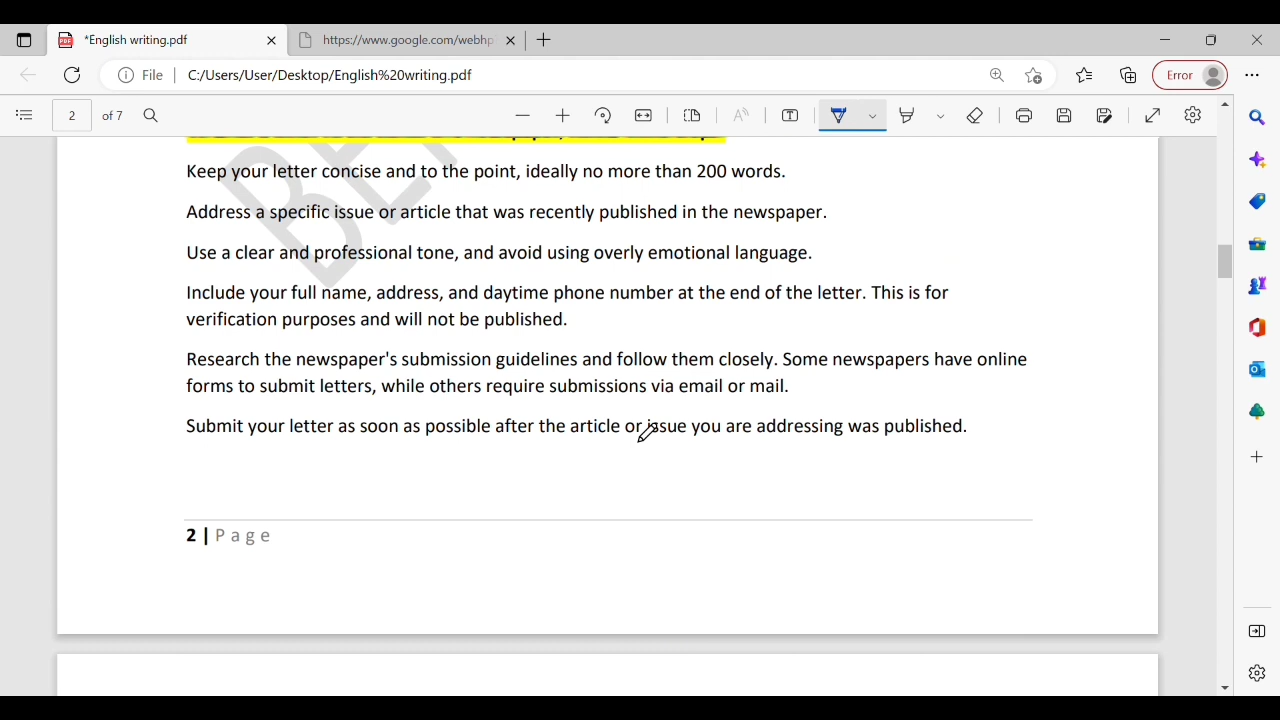 *English writing.pdf
https://www.google.com/webhp
File
C:/Users/User/Desktop/English%20writing.pdf
Error
2 of 7
Keep your letter concise and to the point, ideally no more than 200 words.
Address a specific issue or article that was recently published in the newspaper.
Use a clear and professional tone, and avoid using overly emotional language.
Include your full name, address, and daytime phone number at the end of the letter. This is for
verification purposes and will not be published.
Research the newspaper's submission guidelines and follow them closely. Some newspapers have online
forms to submit letters, while others require submissions via email or mail.
Submit your letter as soon as possible after the article or issue you are addressing was published.
2 | P a g e